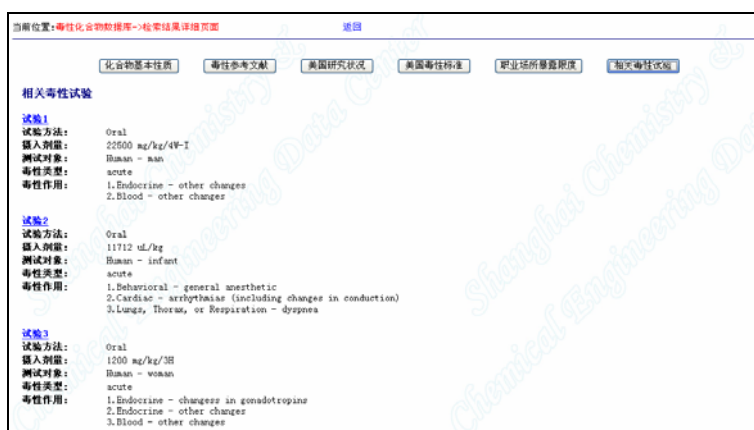 当前位置:毒性化合物数据库->检索结果详细页面 返回
化合物基本性质 毒性参考文献 美国研究状况 美国毒性标准 职业场所暴露限度 相关毒性试验
相关毒性试验
试验1
试验方法: Oral
摄入剂量: 22500 mg/kg/4W-I
测试对象: Human - man
毒性类型: acute
毒性作用: 1.Endocrine - other changes
2.Blood - other changes
试验2
试验方法: Oral
摄入剂量: 11712 uL/kg
测试对象: Human - infant
毒性类型: acute
毒性作用: 1.Behavioral - general anesthetic
2.Cardiac - arrhythmias (including changes in conduction)
3.Lungs, Thorax, or Respiration - dyspnea
试验3
试验方法: Oral
摄入剂量: 1200 mg/kg/3H
测试对象: Human - woman
毒性类型: acute
毒性作用: 1.Endocrine - changess in gonadotropins
2.Endocrine - other changes
3.Blood - other changes
Shanghai Chemistry &
Chemical Engineering Data Center